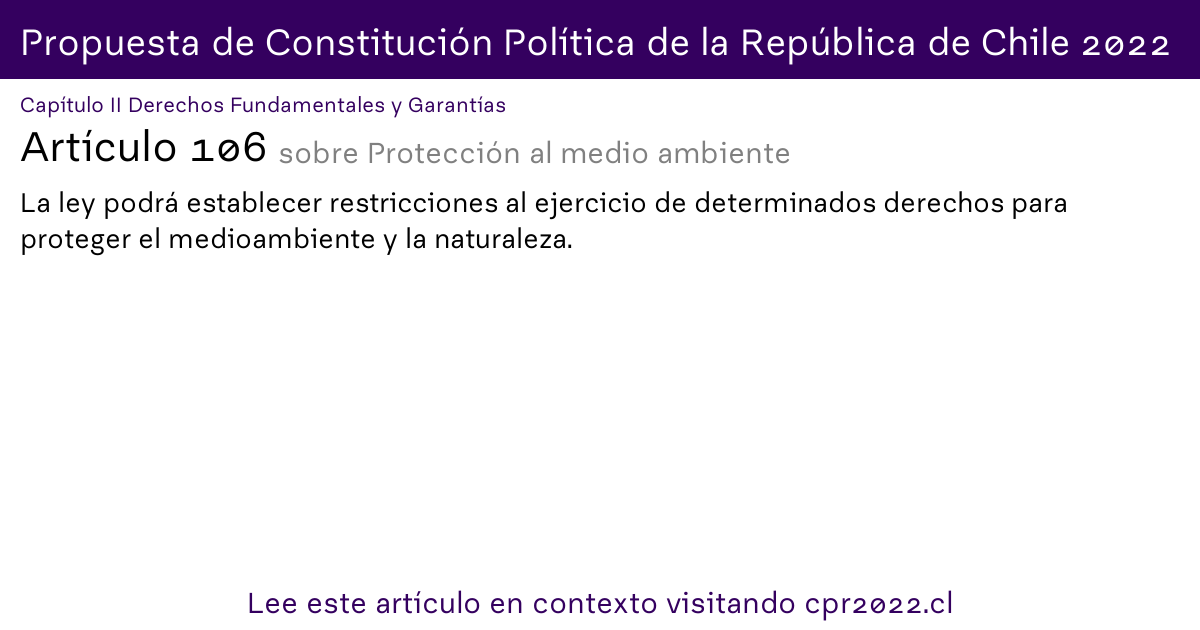 Propuesta de Constitución Política de la República de Chile 2022
Capítulo II Derechos Fundamentales y Garantías
Artículo 106 sobre Protección al medio ambiente
La ley podrá establecer restricciones al ejercicio de determinados derechos para
proteger el medioambiente y la naturaleza.
Lee este artículo en contexto visitando cpr2022.cl